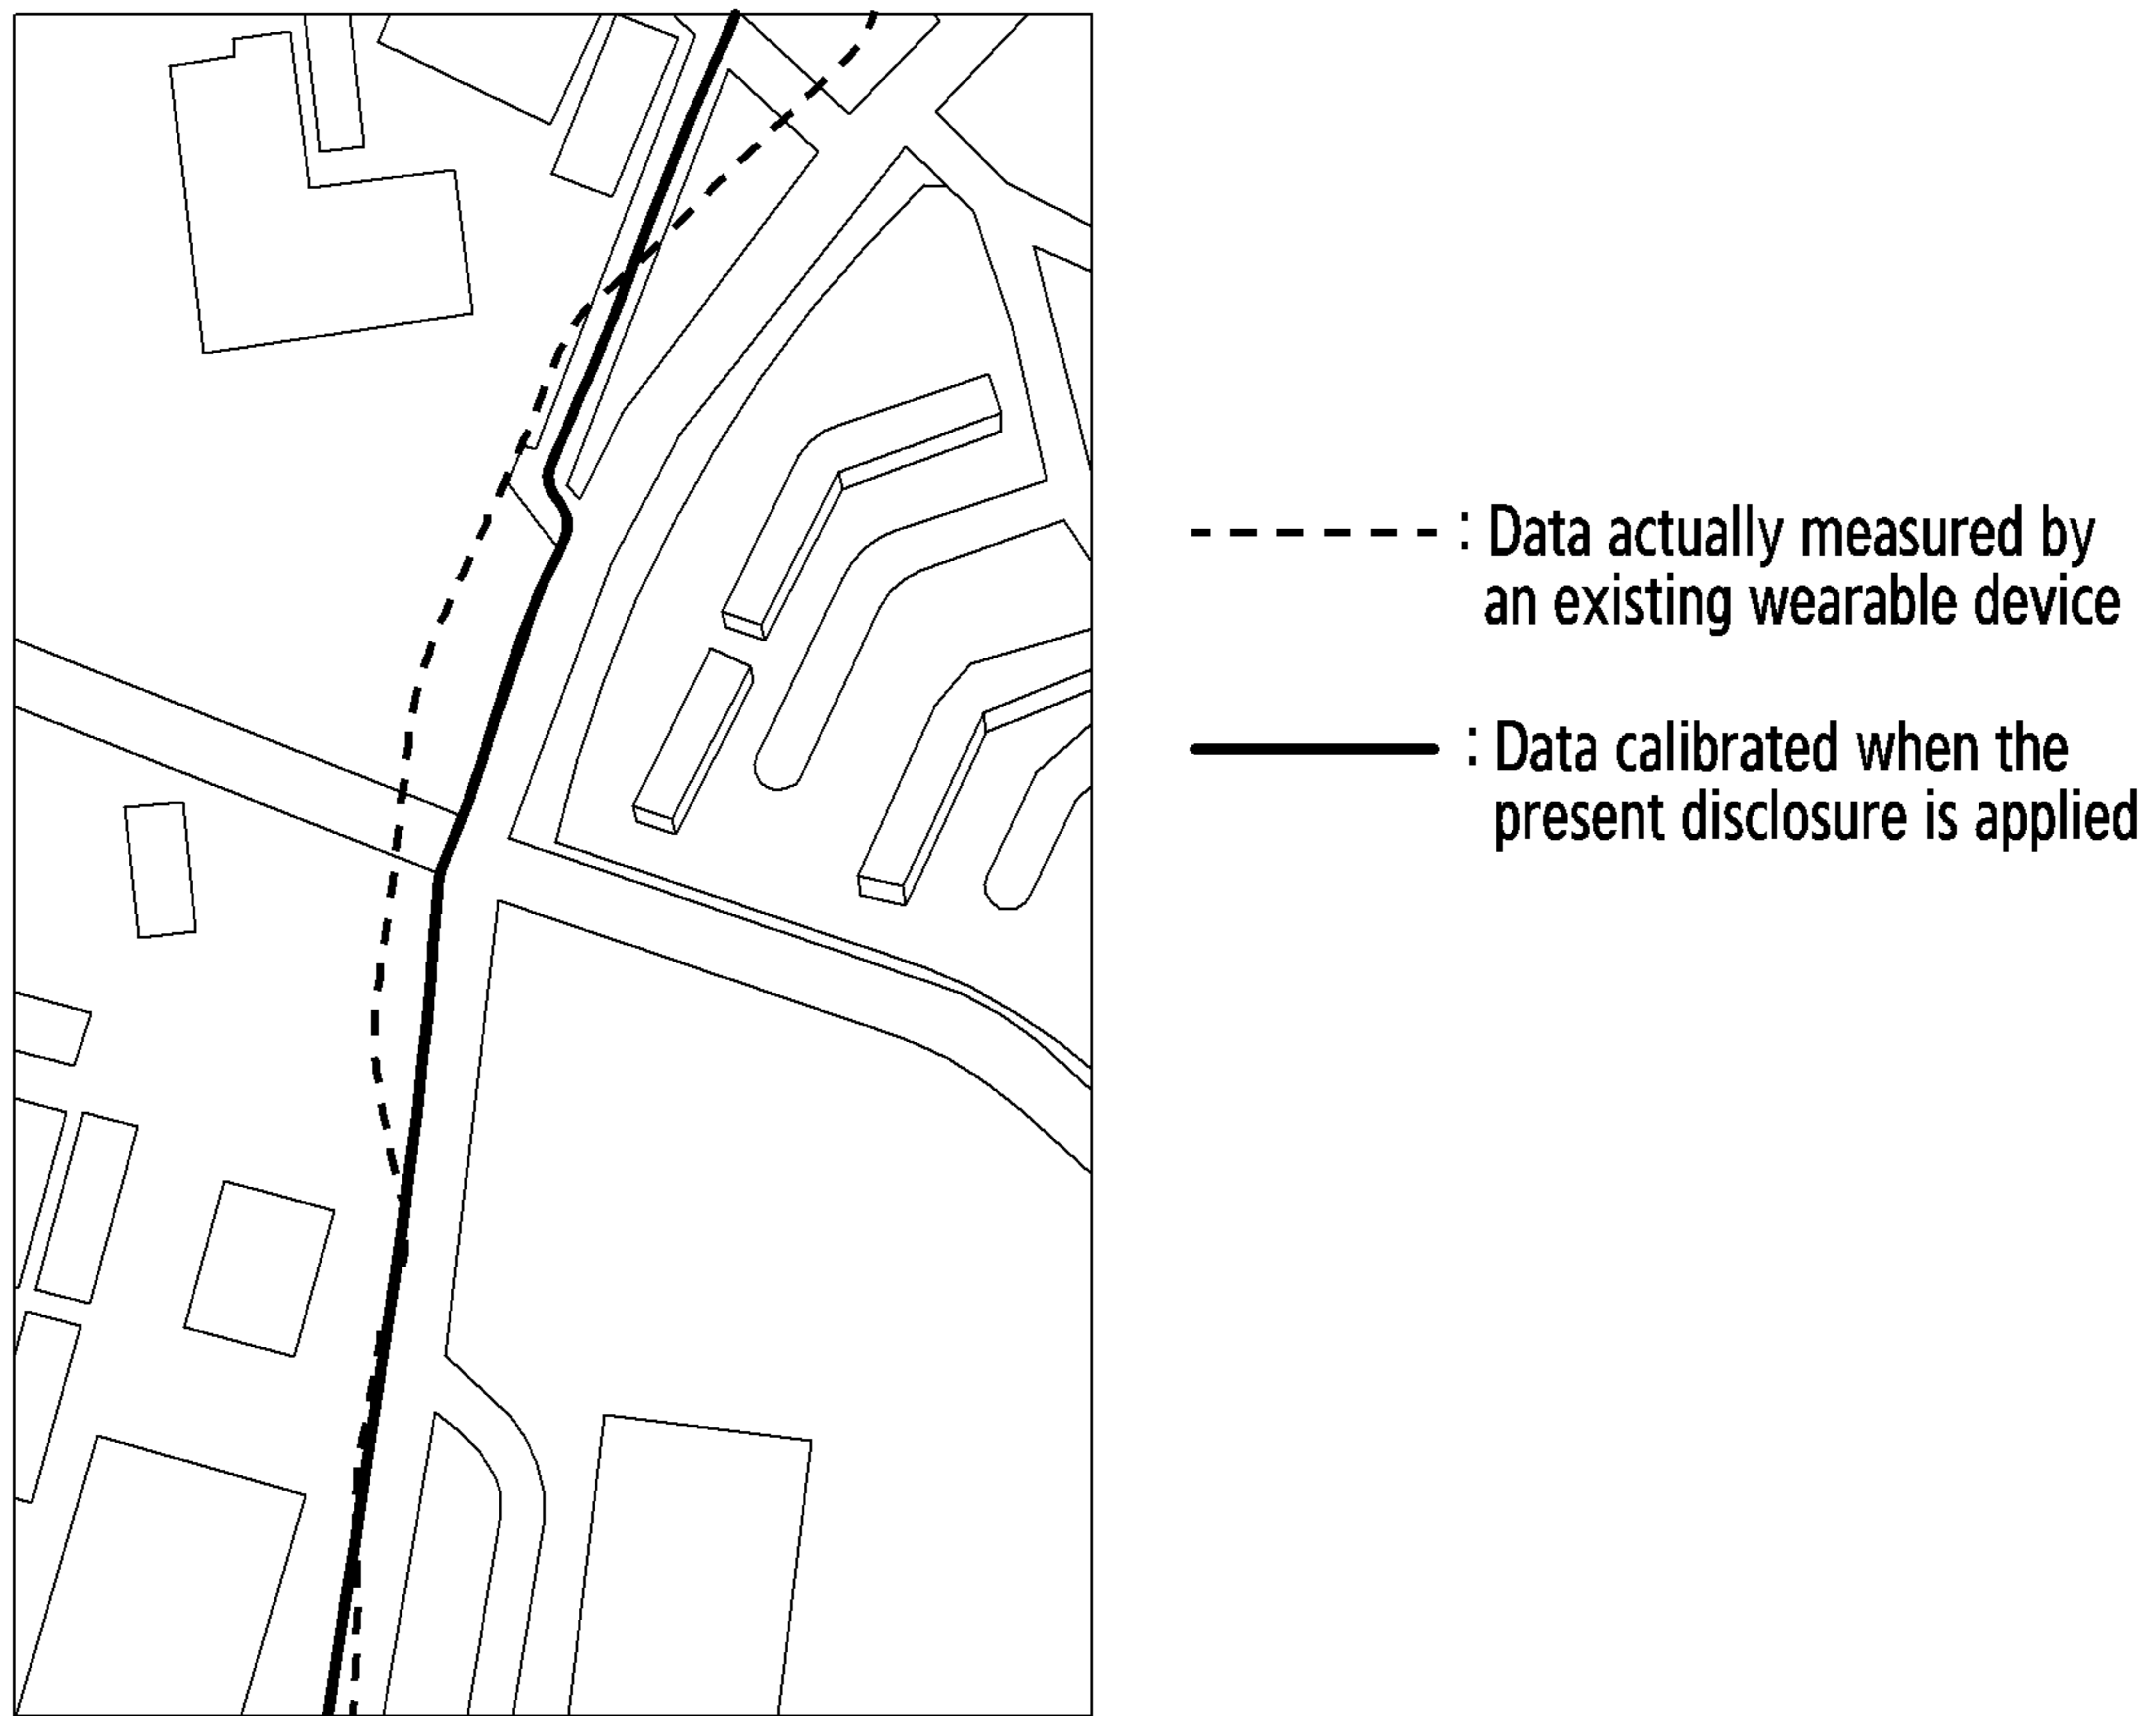 : Data actually measured by
an existing wearable device
: Data calibrated when the
present disclosure is applied